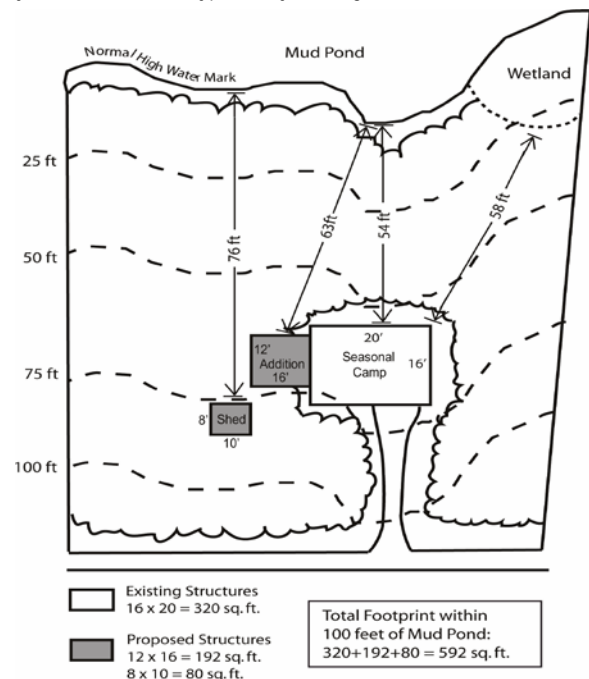 Mud Pond
Normal High Water Mark
Wetland
25 ft
50 ft
75 ft
100 ft
76 ft
63ft
54 ft
58 ft
20'
Seasonal
Camp
16'
12'
Addition
16'
8'
Shed
10'
Existing Structures
16 x 20 = 320 sq. ft.
Proposed Structures
12 x 16 = 192 sq. ft.
8 x 10 = 80 sq. ft.
Total Footprint within
100 feet of Mud Pond:
320+192+80 = 592 sq. ft.